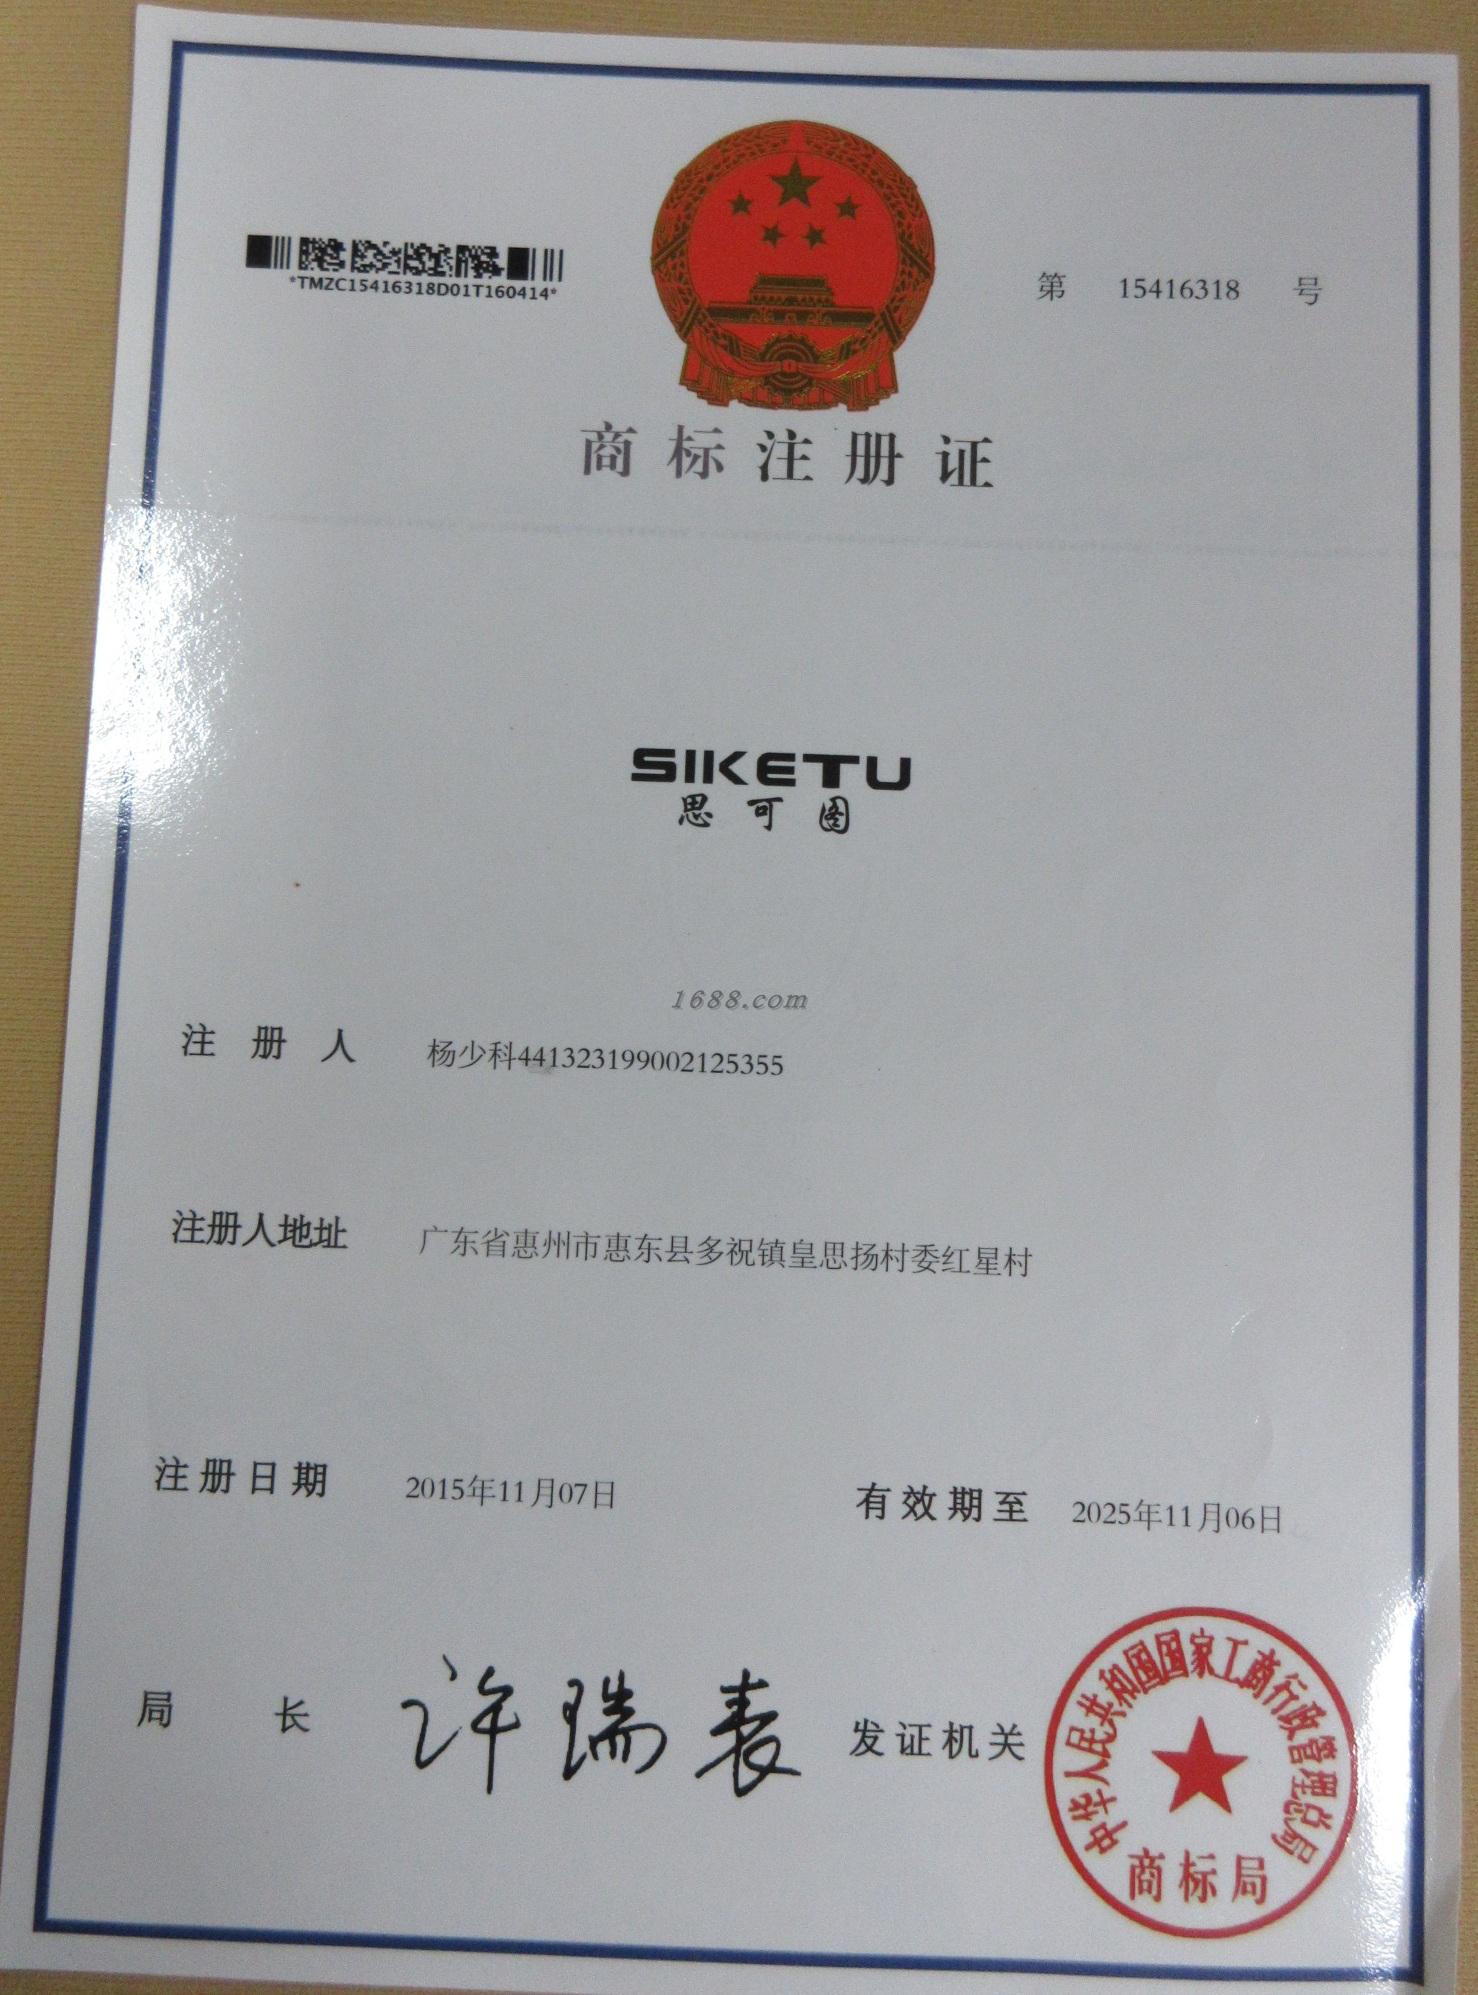 *TMZC15416318D01T160414*
第 15416318 号
商标注册证
SIKETU
思可图
1688.com
注册人 杨少科441323199002125355
注册人地址 广东省惠州市惠东县多祝镇皇思扬村委红星村
注册日期 2015年11月07日 有效期至 2025年11月06日
局长 许瑞表 发证机关
中华人民共和国国家工商行政管理总局
商标局